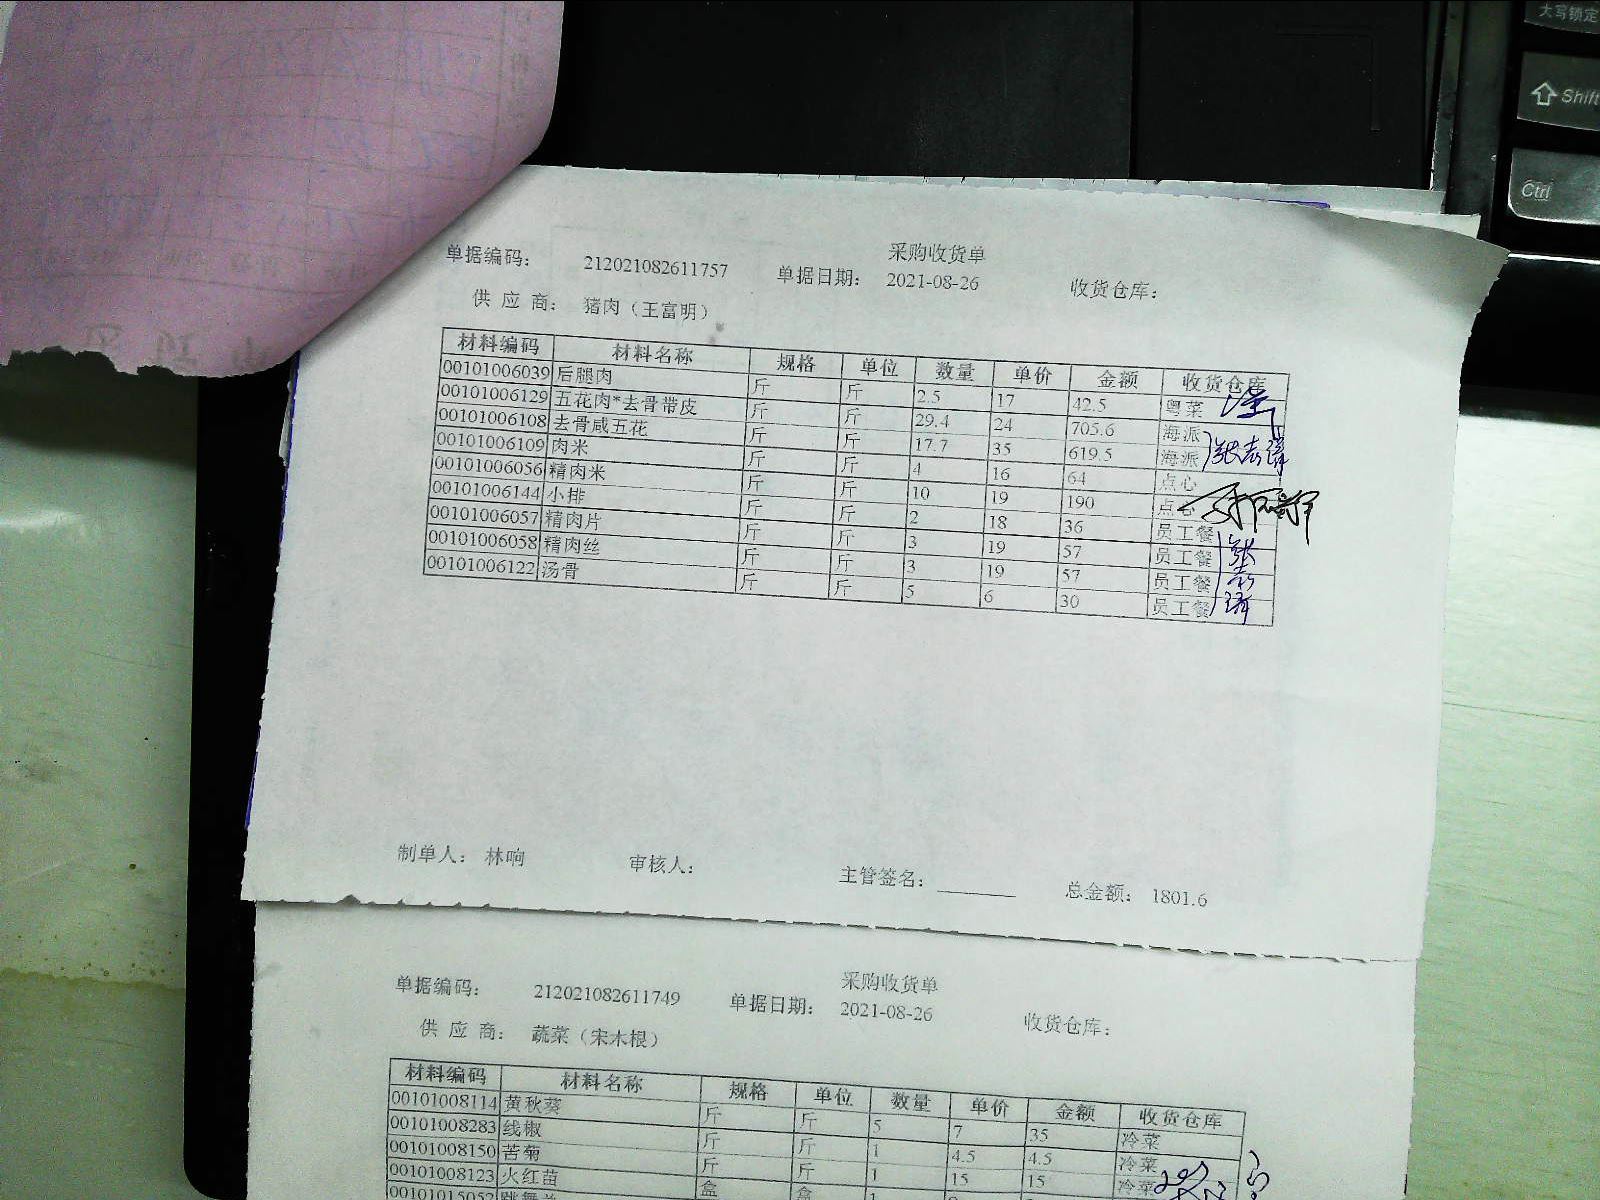 大写锁定
Shift
Ctrl
采购收货单
单据编码： 212021082611757 单据日期： 2021-08-26 收货仓库：
供 应 商： 猪肉（王富明）
材料编码 材料名称 规格 单位 数量 单价 金额 收货仓库
00101006039 后腿肉 斤 斤 2.5 17 42.5 粤菜
00101006129 五花肉*去骨带皮 斤 斤 29.4 24 705.6 海派
00101006108 去骨咸五花 斤 斤 17.7 35 619.5 海派
00101006109 肉米 斤 斤 4 16 64 点心
00101006056 精肉米 斤 斤 10 19 190 点心
00101006144 小排 斤 斤 2 18 36 员工餐
00101006057 精肉片 斤 斤 3 19 57 员工餐
00101006058 精肉丝 斤 斤 3 19 57 员工餐
00101006122 汤骨 斤 斤 5 6 30 员工餐
制单人： 林响 审核人： 主管签名： 总金额： 1801.6
采购收货单
单据编码： 212021082611749 单据日期： 2021-08-26 收货仓库：
供 应 商： 蔬菜（宋木根）
材料编码 材料名称 规格 单位 数量 单价 金额 收货仓库
00101008114 黄秋葵 斤 斤 5 7 35 冷菜
00101008283 线椒 斤 斤 1 4.5 4.5 冷菜
00101008150 苦菊 斤 斤 1 15 15 冷菜
00101008123 火红苗 盒 盒 1
00101015052